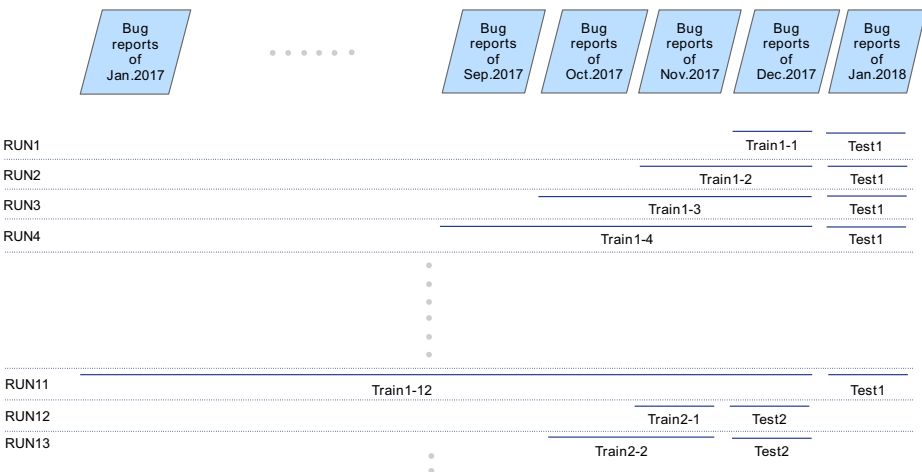 Bug
reports
of
Jan.2017
Bug
reports
of
Sep.2017
Bug
reports
of
Oct.2017
Bug
reports
of
Nov.2017
Bug
reports
of
Dec.2017
Bug
reports
of
Jan.2018
RUN1
Train1-1
Test1
RUN2
Train1-2
Test1
RUN3
Train1-3
Test1
RUN4
Train1-4
Test1
RUN11
Train1-12
Test1
RUN12
Train2-1
Test2
RUN13
Train2-2
Test2